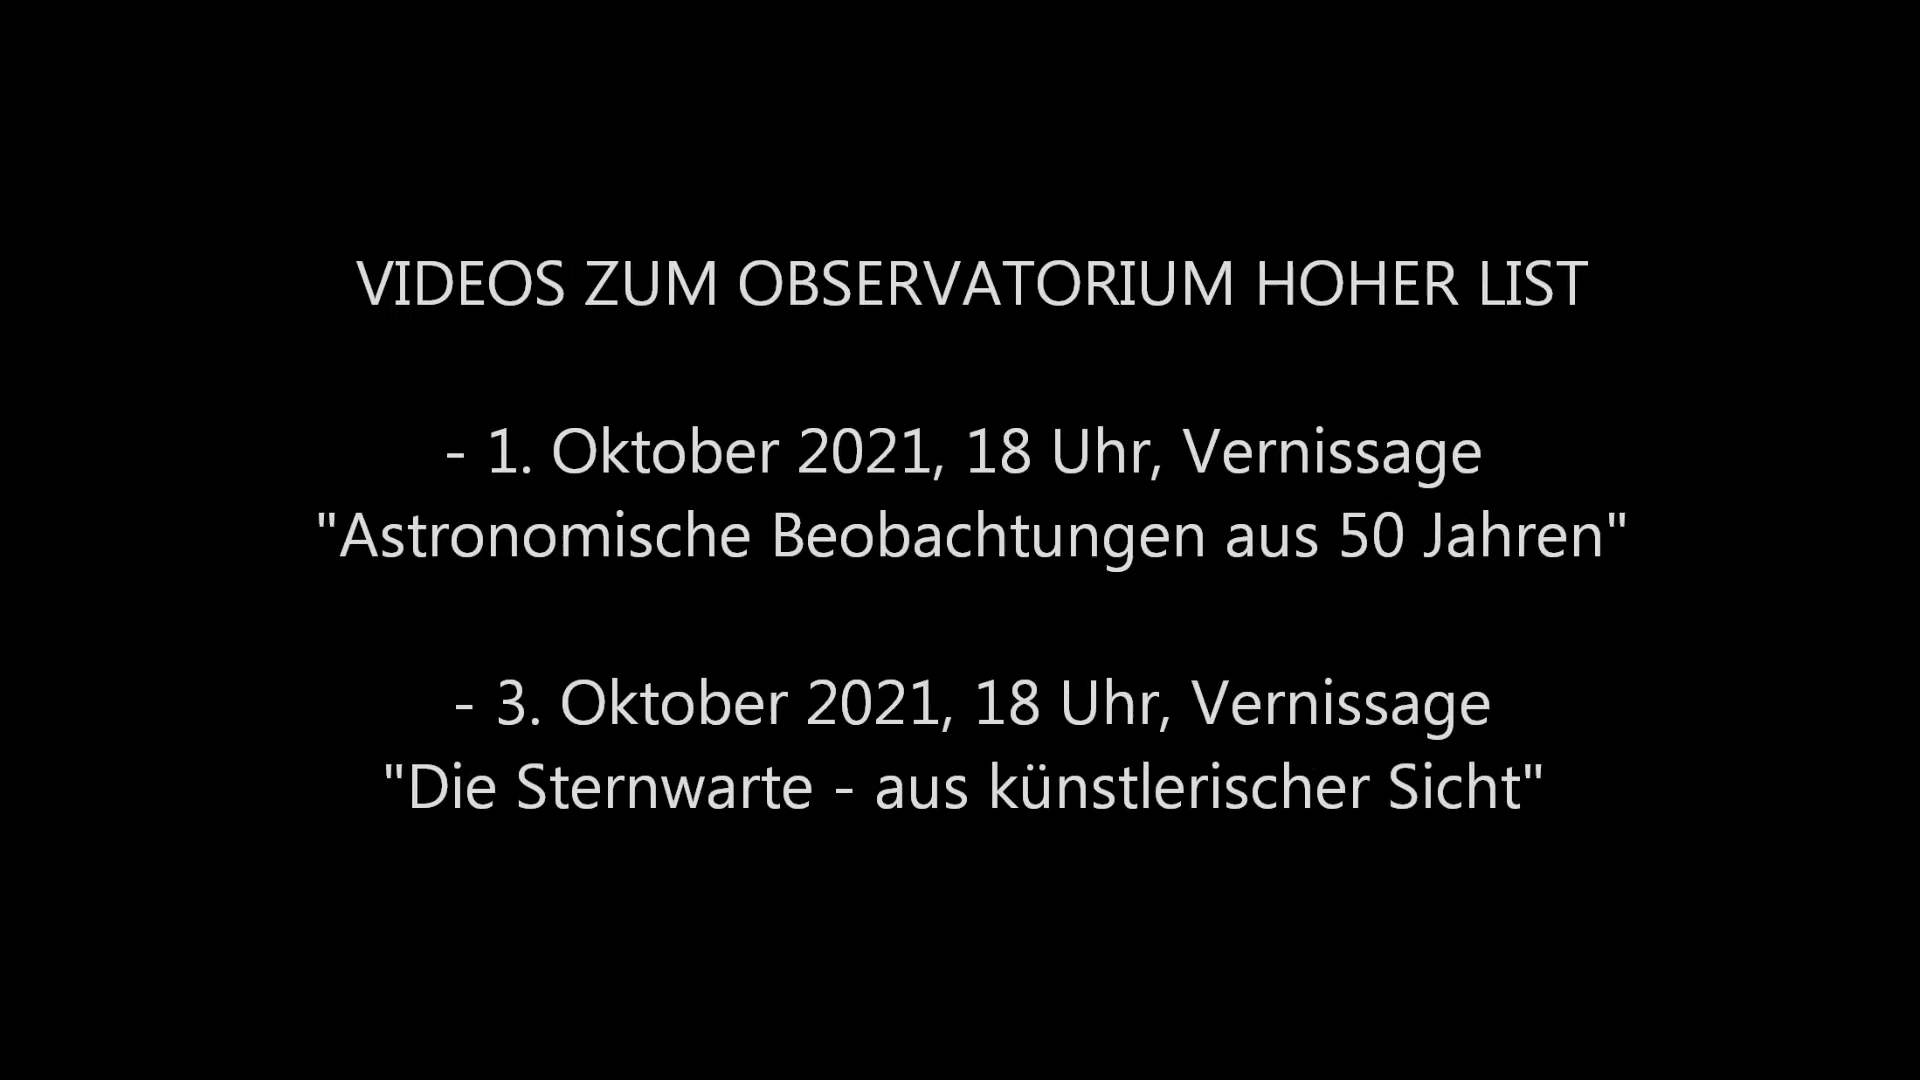 VIDEOS ZUM OBSERVATORIUM HOHER LIST
- 1. Oktober 2021, 18 Uhr, Vernissage
"Astronomische Beobachtungen aus 50 Jahren"
- 3. Oktober 2021, 18 Uhr, Vernissage
"Die Sternwarte - aus künstlerischer Sicht"